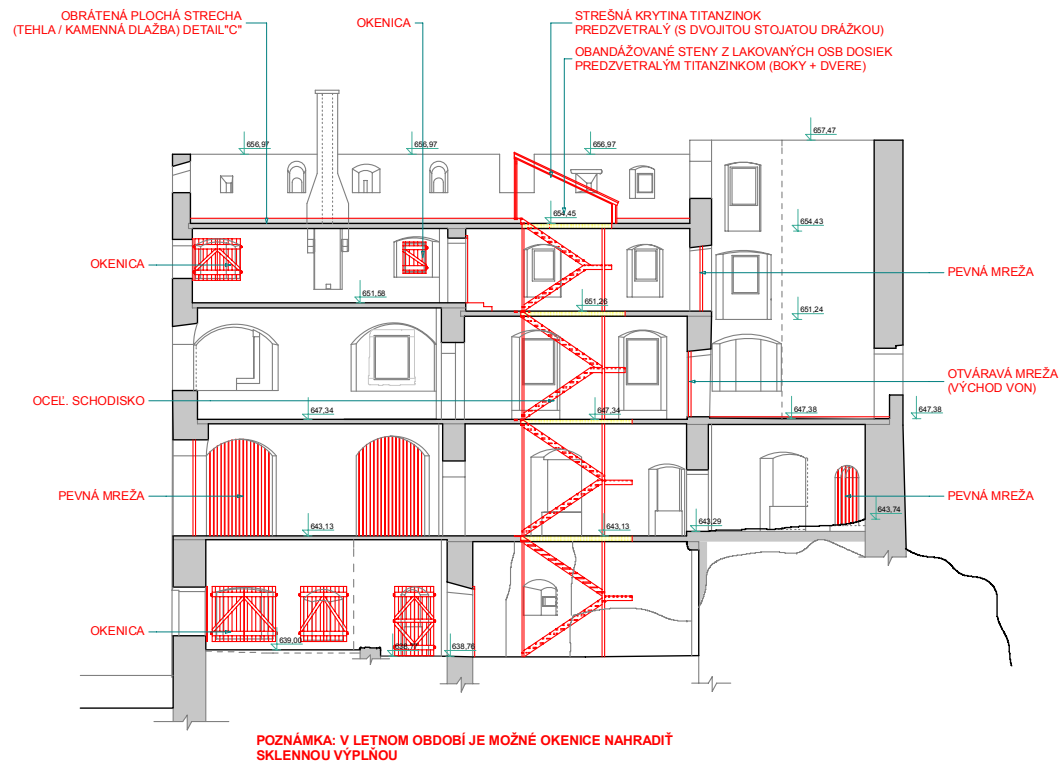 OBRÁTENÁ PLOCHÁ STRECHA
(TEHLA / KAMENNÁ DLAŽBA) DETAIL"C"
OKENICA
STREŠNÁ KRYTINA TITANZINOK
PREDZVETRALÝ (S DVOJITOU STOJATOU DRÁŽKOU)
OBANDÁŽOVANÉ STENY Z LAKOVANÝCH OSB DOSIEK
PREDZVETRALÝM TITANZINKOM (BOKY + DVERE)
657,47
656,97
656,97
656,97
654,45
654,43
OKENICA
PEVNÁ MREŽA
651,58
651,26
651,24
OTVÁRAVÁ MREŽA
(VÝCHOD VON)
OCEĽ. SCHODISKO
647,34
647,34
647,38
647,38
PEVNÁ MREŽA
PEVNÁ MREŽA
643,74
643,13
643,13
643,29
OKENICA
639,00
638,76
POZNÁMKA: V LETNOM OBDOBÍ JE MOŽNÉ OKENICE NAHRADIŤ
SKLENNOU VÝPLŇOU